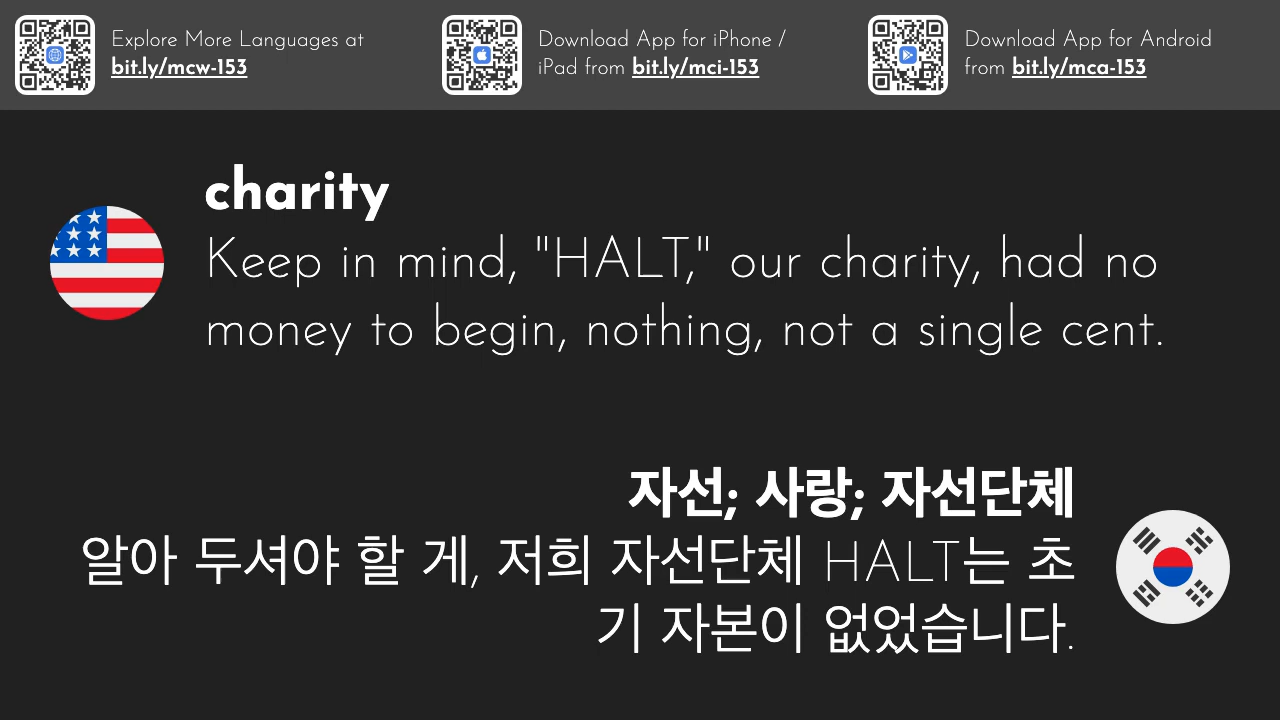 Explore More Languages at
bit.ly/mcw-153
Download App for iPhone /
iPad from bit.ly/mci-153
Download App for Android
from bit.ly/mca-153
charity
Keep in mind, "HALT," our charity, had no
money to begin, nothing, not a single cent.
자선; 사랑; 자선단체
알아 두셔야 할 게, 저희 자선단체 HALT는 초
기 자본이 없었습니다.